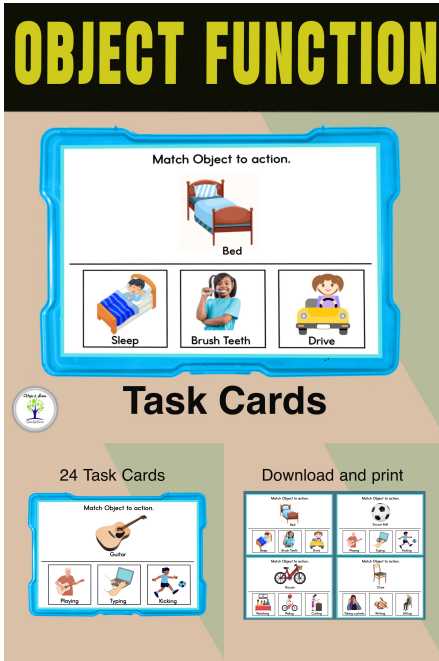 OBJECT FUNCTION
Match Object to action.
Bed
Sleep
Brush Teeth
Drive
Task Cards
24 Task Cards
Download and print
Match Object to action.
Guitar
Playing
Typing
Kicking
Match Object to action.
Match Object to action.
Bed
Soccer Ball
Sleep
Brush Teeth
Drive
Playing
Typing
Kicking
Match Object to action.
Match Object to action.
Bicycle
Chair
Riding
Cutting
Writing
Sitting